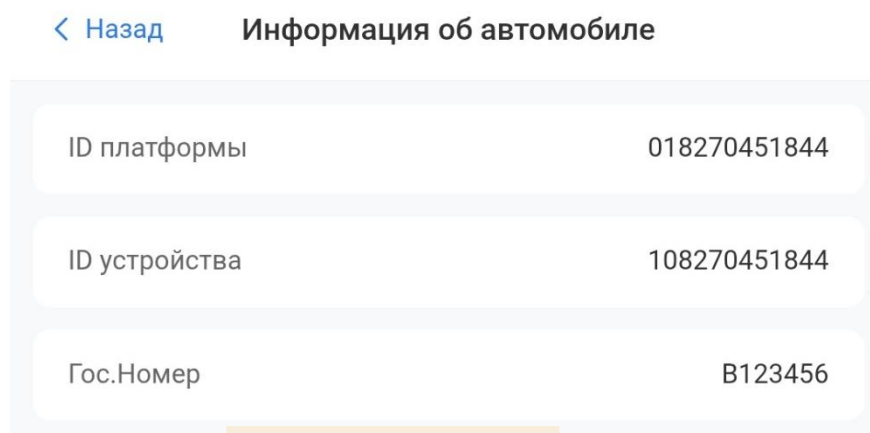 Назад Информация об автомобиле
ID платформы 018270451844
ID устройства 108270451844
Гос.Номер B123456